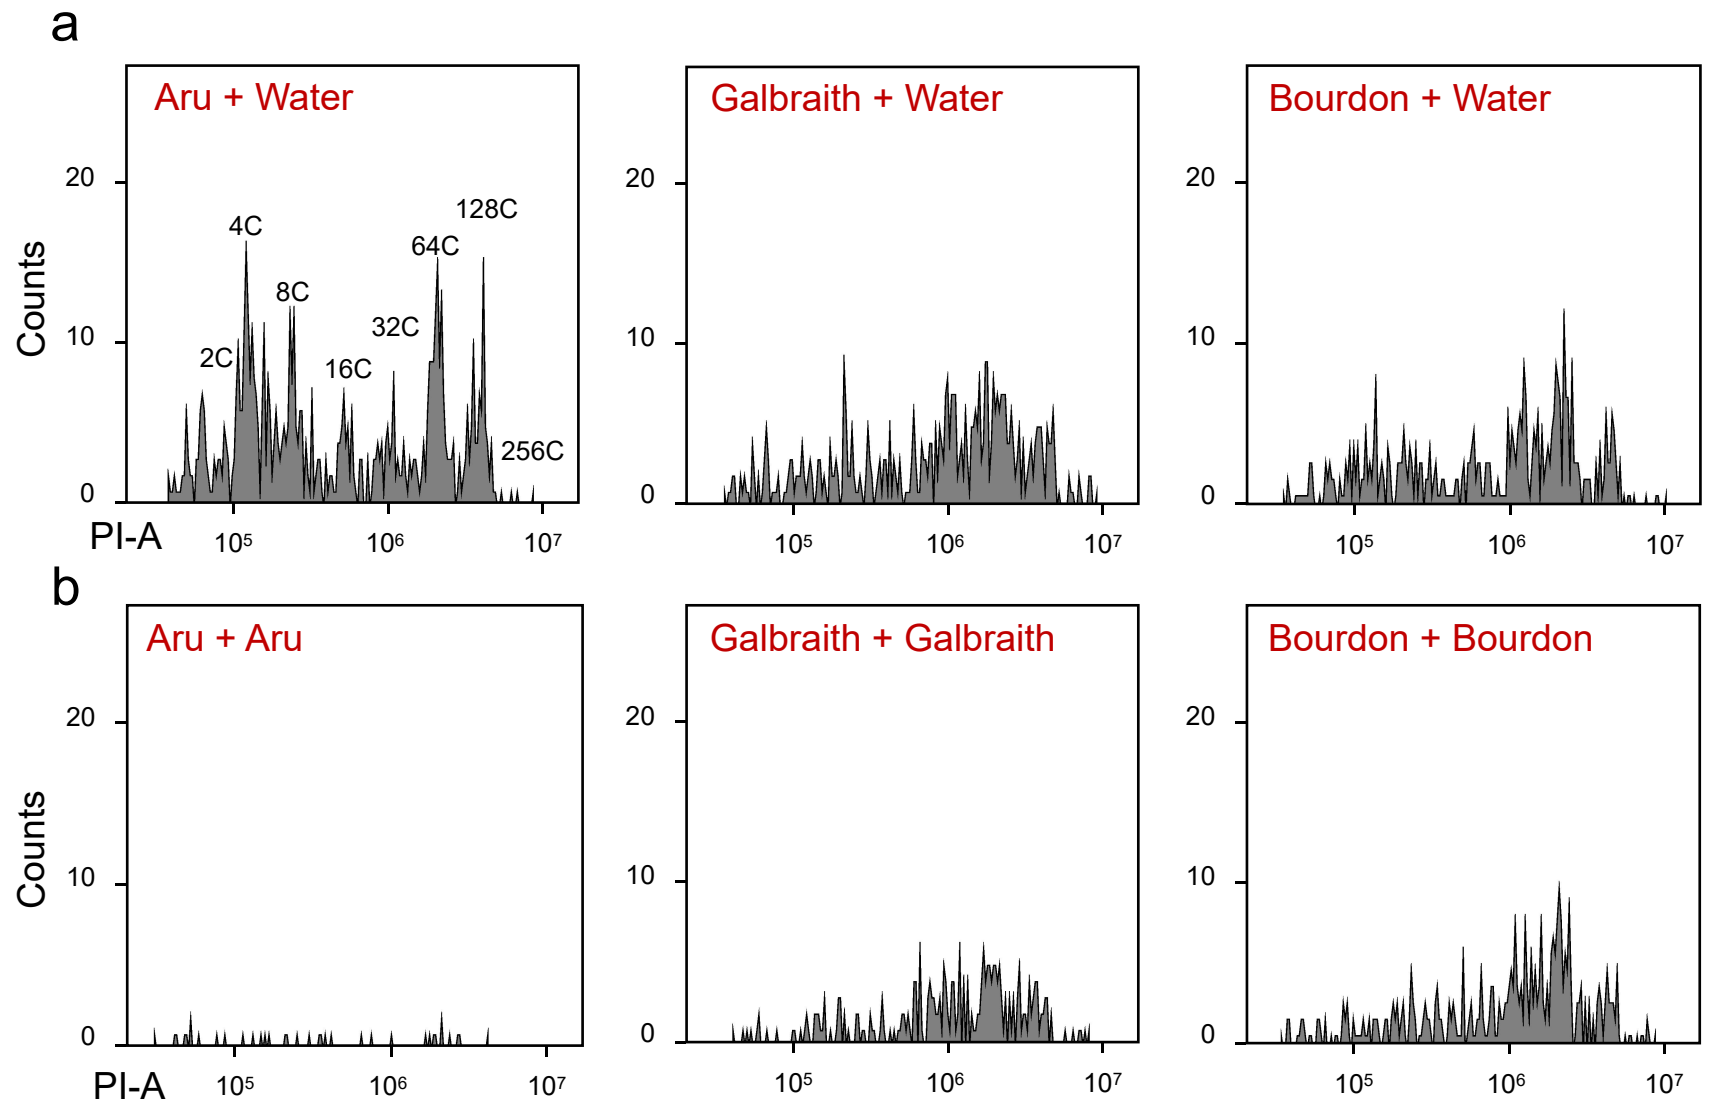 a
Aru + Water
Galbraith + Water
Bourdon + Water
Counts
20
10
0
2C
4C
8C
16C
32C
64C
128C
256C
PI-A
10⁵
10⁶
10⁷
20
10
0
10⁵
10⁶
10⁷
20
10
0
10⁵
10⁶
10⁷
b
Aru + Aru
Galbraith + Galbraith
Bourdon + Bourdon
Counts
20
10
0
PI-A
10⁵
10⁶
10⁷
20
10
0
10⁵
10⁶
10⁷
20
10
0
10⁵
10⁶
10⁷